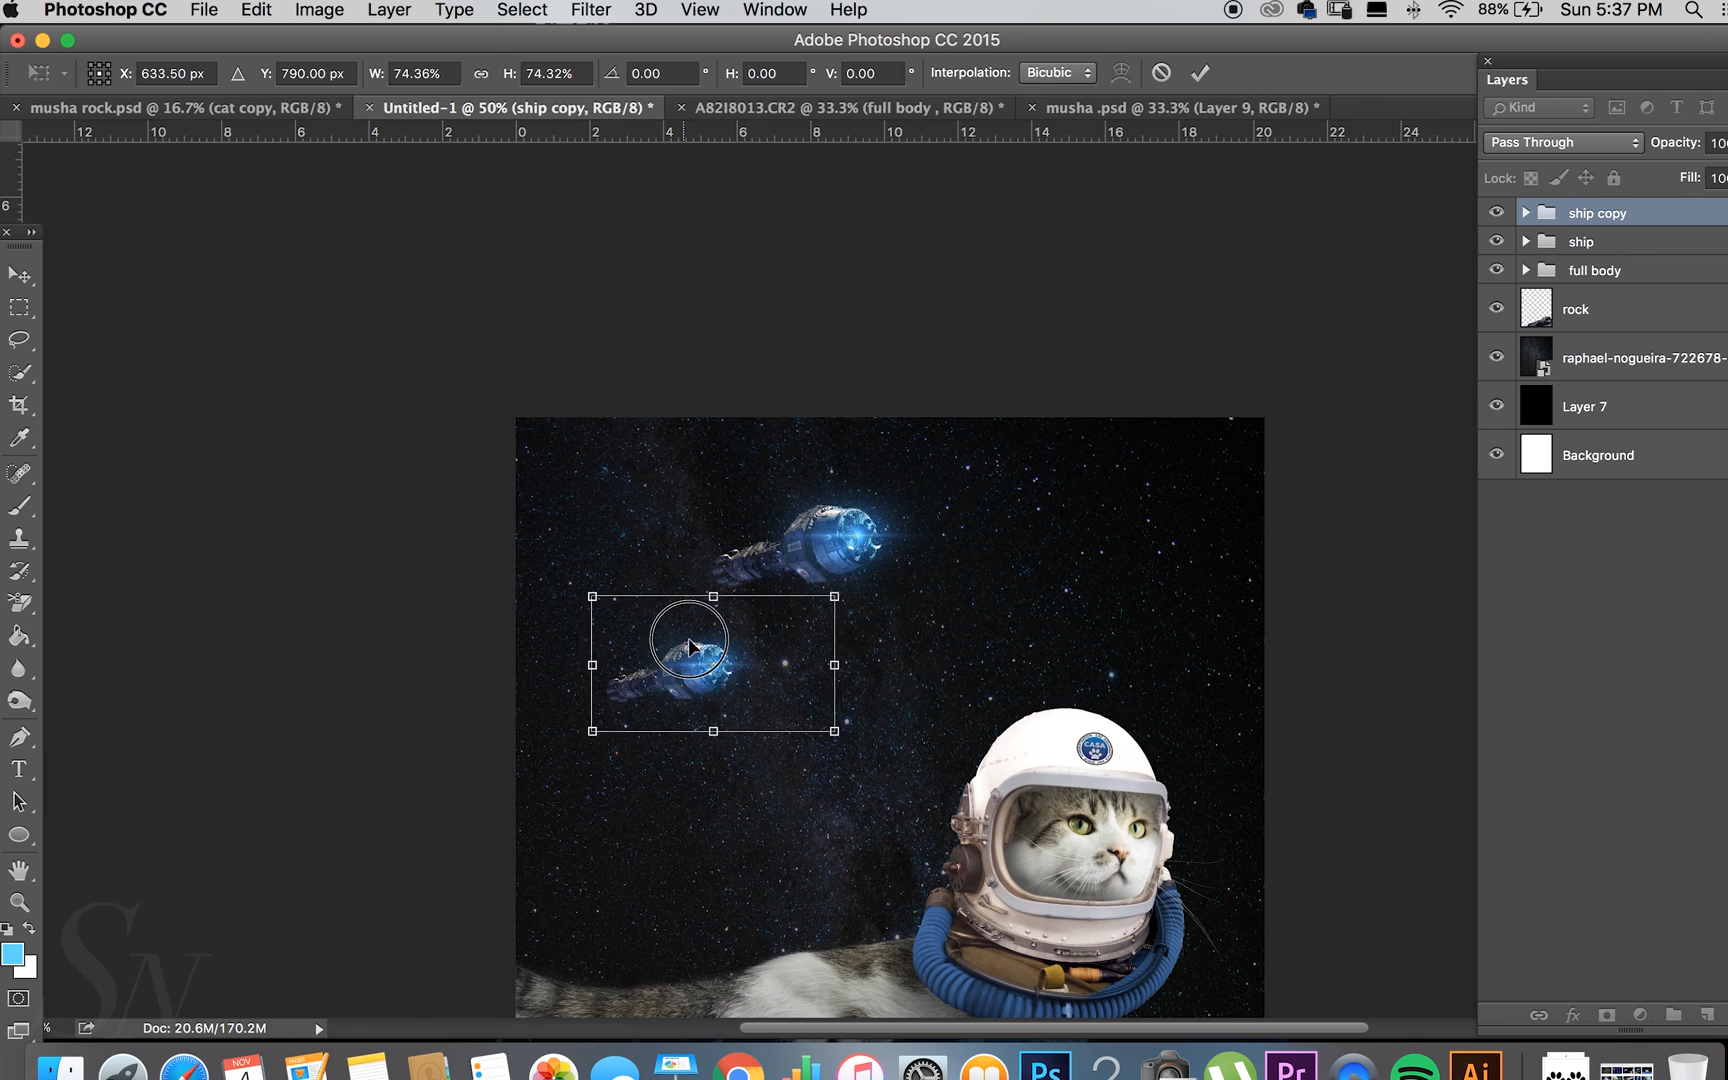 Photoshop CC File Edit Image Layer Type Select Filter 3D View Window Help 88% Sun 5:37 PM
Adobe Photoshop CC 2015
X: 633.50 px Y: 790.00 px W: 74.36% H: 74.32% 0.00 ° H: 0.00 ° V: 0.00 ° Interpolation: Bicubic
musha rock.psd @ 16.7% (cat copy, RGB/8) * Untitled-1 @ 50% (ship copy, RGB/8) * A82I8013.CR2 @ 33.3% (full body , RGB/8) * musha .psd @ 33.3% (Layer 9, RGB/8) *
12 10 8 6 4 2 0 2 4 6 8 10 12 14 16 18 20 22 24
6
Layers
Kind
Pass Through Opacity: 10
Lock: Fill: 10
ship copy
ship
full body
rock
raphael-nogueira-722678-
Layer 7
Background
CASA
SN
% Doc: 20.6M/170.2M
NOV
4
Ps Pr Ai